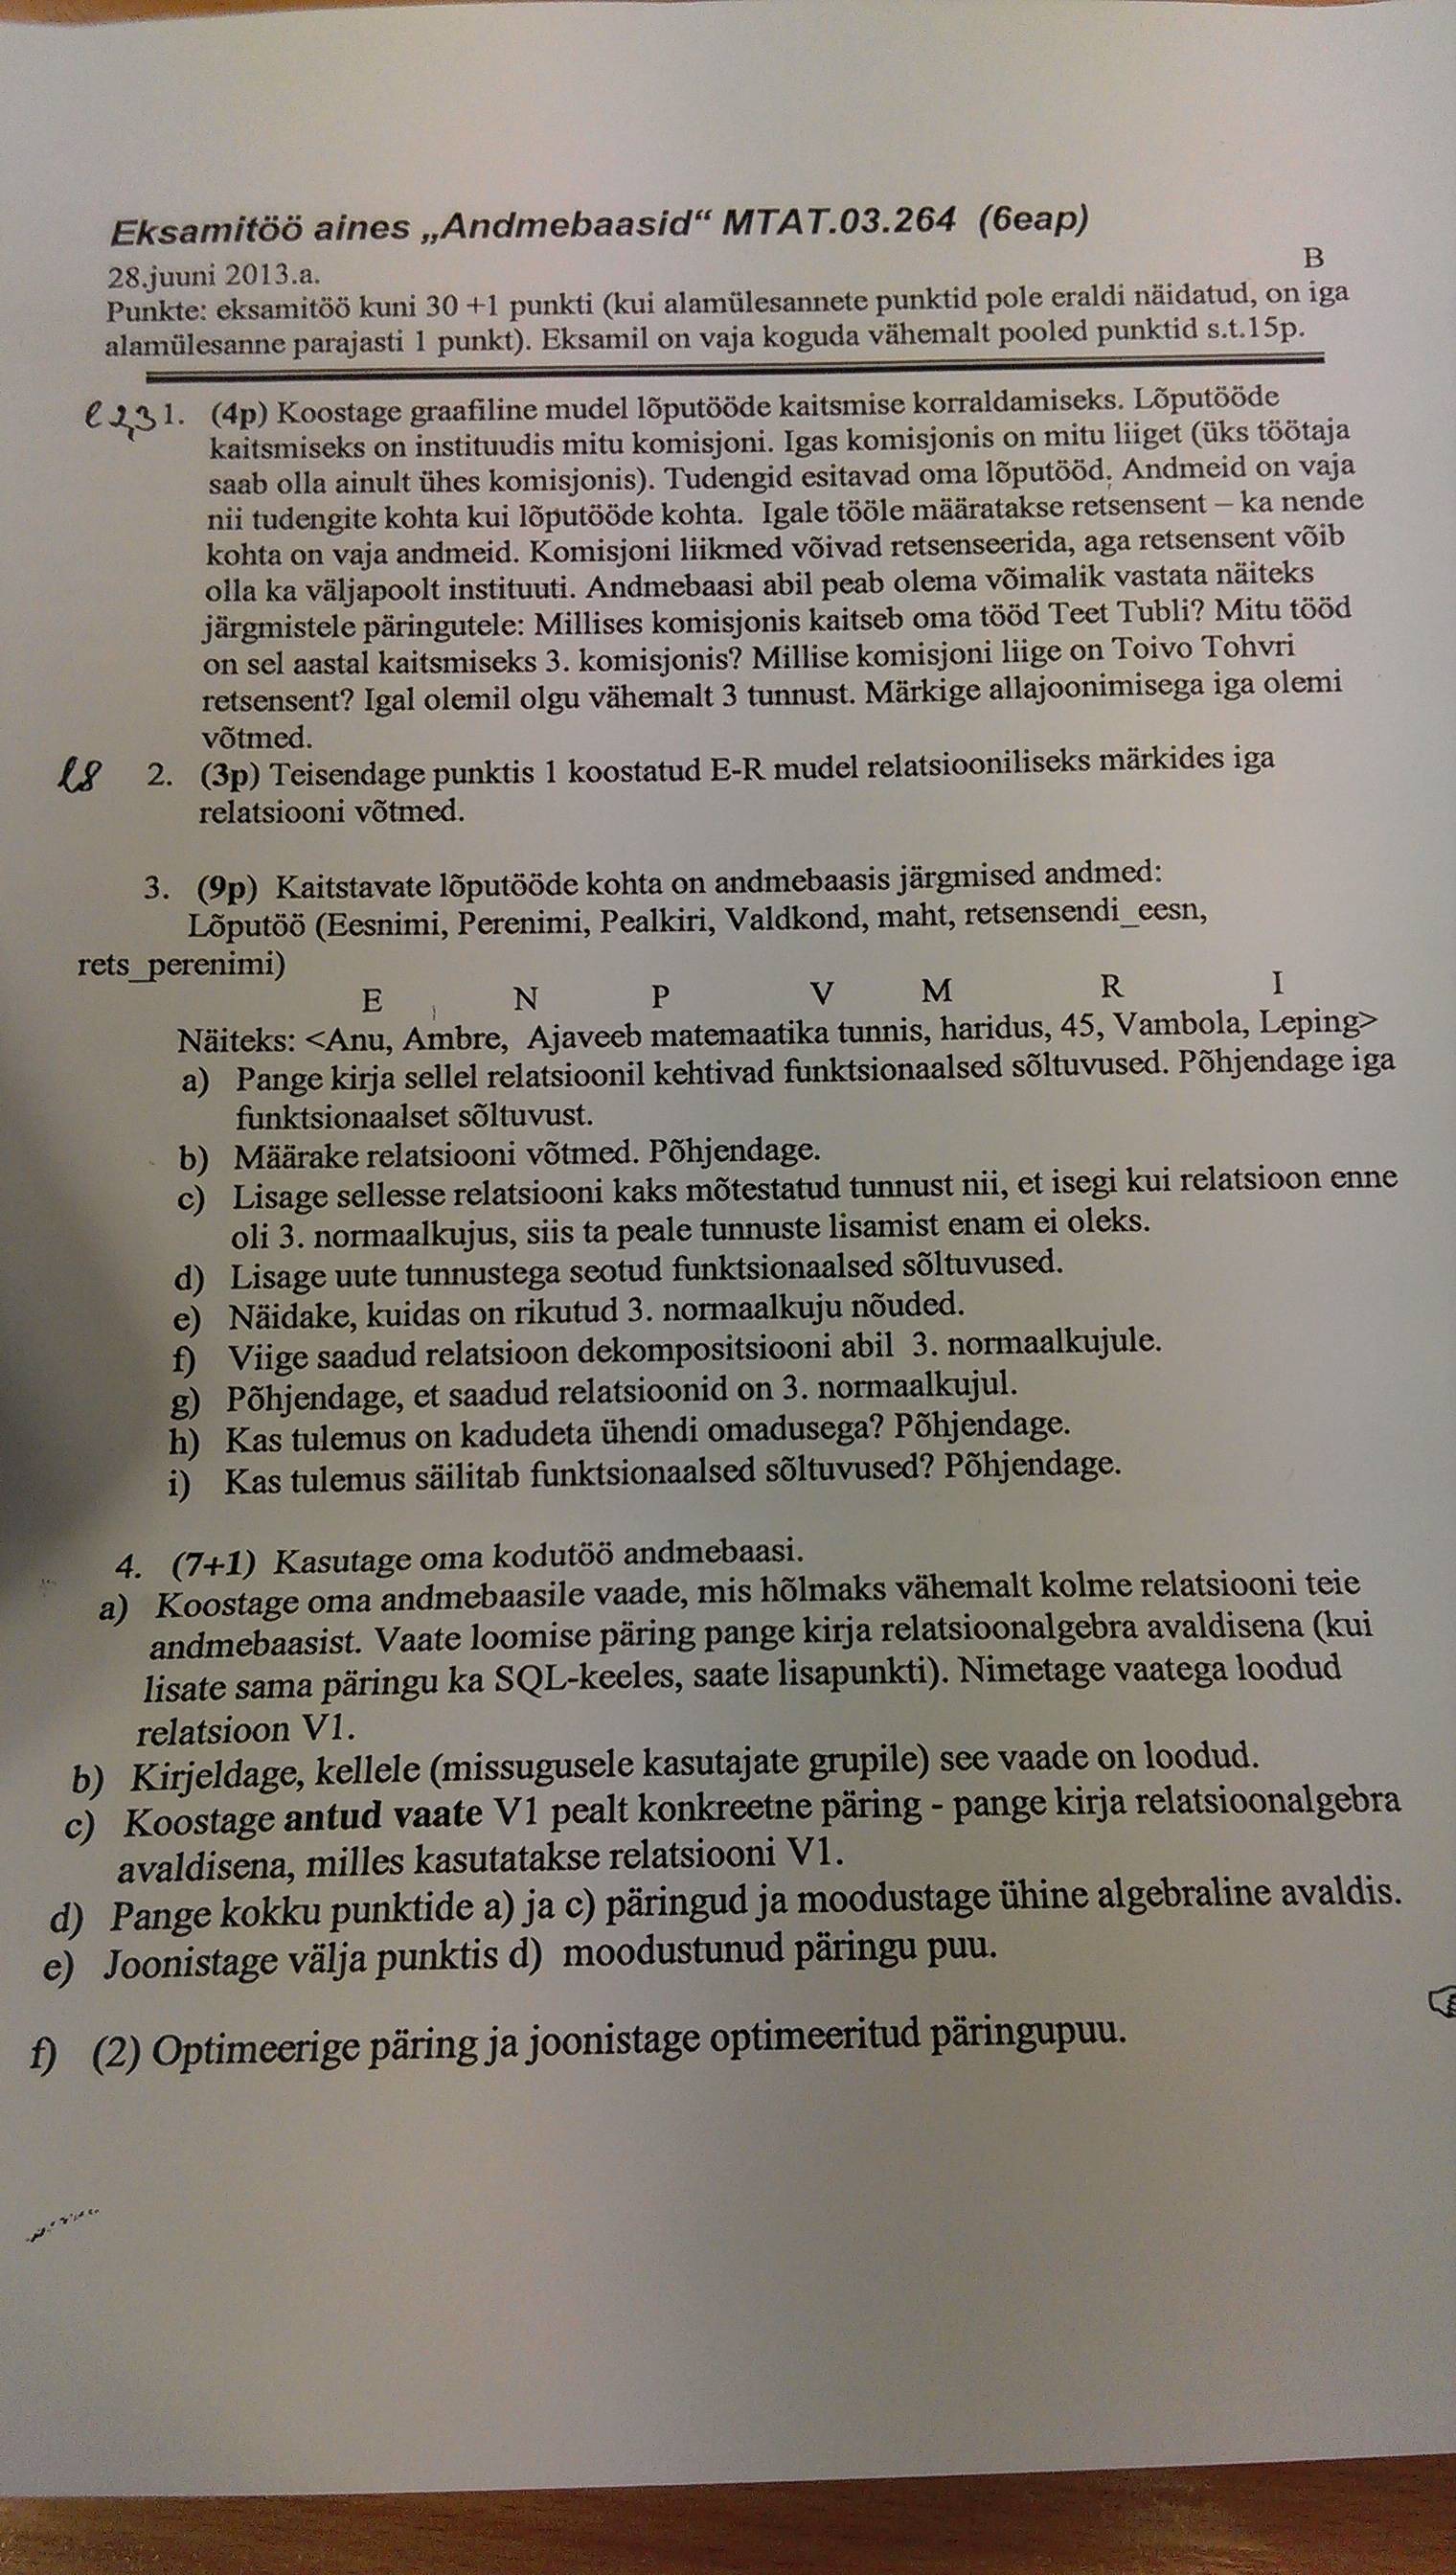 Eksamitöö aines „Andmebaasid“ MTAT.03.264 (6eap)
B
28.juuni 2013.a.
Punkte: eksamitöö kuni 30 +1 punkti (kui alamülesannete punktid pole eraldi näidatud, on iga
alamülesanne parajasti 1 punkt). Eksamil on vaja koguda vähemalt pooled punktid s.t.15p.
l 2,3 1. (4p) Koostage graafiline mudel lõputööde kaitsmise korraldamiseks. Lõputööde
kaitsmiseks on instituudis mitu komisjoni. Igas komisjonis on mitu liiget (üks töötaja
saab olla ainult ühes komisjonis). Tudengid esitavad oma lõputööd. Andmeid on vaja
nii tudengite kohta kui lõputööde kohta. Igale tööle määratakse retsensent – ka nende
kohta on vaja andmeid. Komisjoni liikmed võivad retsenseerida, aga retsensent võib
olla ka väljapoolt instituuti. Andmebaasi abil peab olema võimalik vastata näiteks
järgmistele päringutele: Millises komisjonis kaitseb oma tööd Teet Tubli? Mitu tööd
on sel aastal kaitsmiseks 3. komisjonis? Millise komisjoni liige on Toivo Tohvri
retsensent? Igal olemil olgu vähemalt 3 tunnust. Märkige allajoonimisega iga olemi
võtmed.
l8 2. (3p) Teisendage punktis 1 koostatud E-R mudel relatsiooniliseks märkides iga
relatsiooni võtmed.
3. (9p) Kaitstavate lõputööde kohta on andmebaasis järgmised andmed:
Lõputöö (Eesnimi, Perenimi, Pealkiri, Valdkond, maht, retsensendi_eesn,
rets_perenimi)
E N P V M R I
Näiteks: <Anu, Ambre, Ajaveeb matemaatika tunnis, haridus, 45, Vambola, Leping>
a) Pange kirja sellel relatsioonil kehtivad funktsionaalsed sõltuvused. Põhjendage iga
funktsionaalset sõltuvust.
b) Määrake relatsiooni võtmed. Põhjendage.
c) Lisage sellesse relatsiooni kaks mõtestatud tunnust nii, et isegi kui relatsioon enne
oli 3. normaalkujus, siis ta peale tunnuste lisamist enam ei oleks.
d) Lisage uute tunnustega seotud funktsionaalsed sõltuvused.
e) Näidake, kuidas on rikutud 3. normaalkuju nõuded.
f) Viige saadud relatsioon dekompositsiooni abil 3. normaalkujule.
g) Põhjendage, et saadud relatsioonid on 3. normaalkujul.
h) Kas tulemus on kadudeta ühendi omadusega? Põhjendage.
i) Kas tulemus säilitab funktsionaalsed sõltuvused? Põhjendage.
4. (7+1) Kasutage oma kodutöö andmebaasi.
a) Koostage oma andmebaasile vaade, mis hõlmaks vähemalt kolme relatsiooni teie
andmebaasist. Vaate loomise päring pange kirja relatsioonalgebra avaldisena (kui
lisate sama päringu ka SQL-keeles, saate lisapunkti). Nimetage vaatega loodud
relatsioon V1.
b) Kirjeldage, kellele (missugusele kasutajate grupile) see vaade on loodud.
c) Koostage antud vaate V1 pealt konkreetne päring - pange kirja relatsioonalgebra
avaldisena, milles kasutatakse relatsiooni V1.
d) Pange kokku punktide a) ja c) päringud ja moodustage ühine algebraline avaldis.
e) Joonistage välja punktis d) moodustunud päringu puu.
f) (2) Optimeerige päring ja joonistage optimeeritud päringupuu.